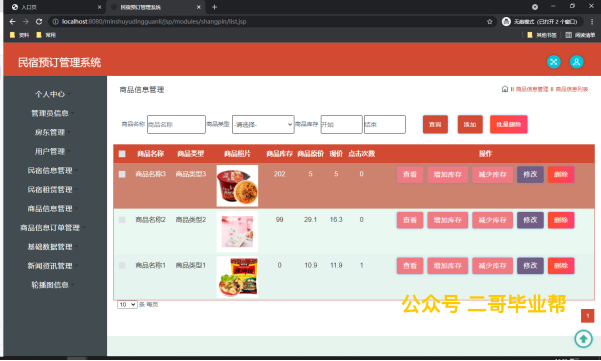 人口页
民宿预订管理系统
localhost:8080/minshuyudingguanli/jsp/modules/shangpin/list.jsp
无痕模式 (已打开 2 个窗口)
资料 常用
其他书签 阅读清单
民宿预订管理系统
个人中心
管理员信息
房东管理
用户管理
民宿信息管理
民宿租赁管理
商品信息管理
商品信息订单管理
基础数据管理
新闻资讯管理
轮播图信息
商品信息管理
商品信息管理 商品信息列表
商品名称 商品名称 商品类型 -请选择- 商品库存 开始 结束 查询 添加 批量删除
商品名称 商品类型 商品照片 商品库存 商品原价 现价 点击次数 操作
商品名称3 商品类型3 202 5 5 0 查看 增加库存 减少库存 修改 删除
商品名称2 商品类型2 99 29.1 16.3 0 查看 增加库存 减少库存 修改 删除
商品名称1 商品类型1 0 10.9 11.9 1 查看 增加库存 减少库存 修改 删除
10 条 每页
公众号 二哥毕业帮
1